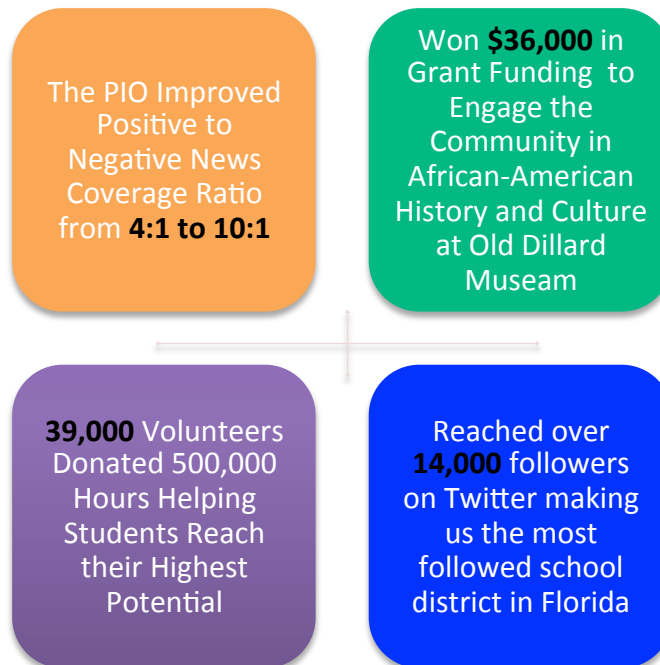 The PIO Improved
Positive to
Negative News
Coverage Ratio
from 4:1 to 10:1
Won $36,000 in
Grant Funding to
Engage the
Community in
African-American
History and Culture
at Old Dillard
Museam
39,000 Volunteers
Donated 500,000
Hours Helping
Students Reach
their Highest
Potential
Reached over
14,000 followers
on Twitter making
us the most
followed school
district in Florida